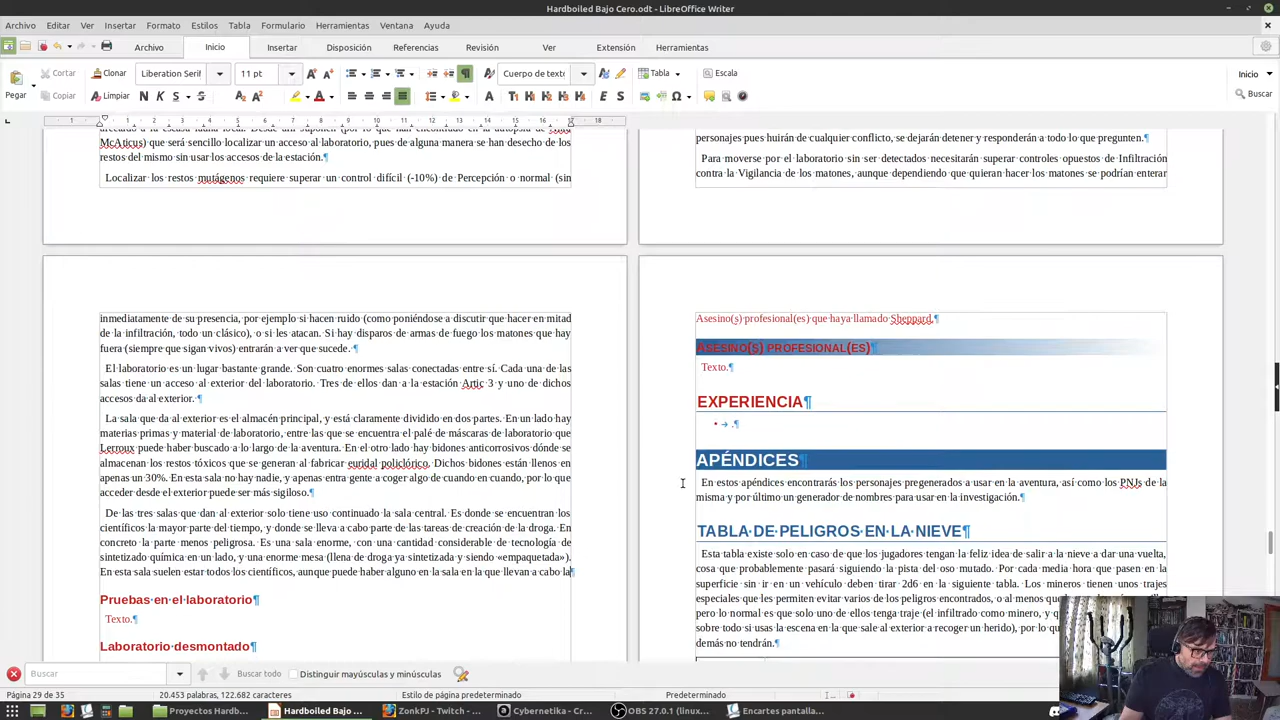 Hardboiled Bajo Cero.odt - LibreOffice Writer
Archivo Editar Ver Insertar Formato Estilos Tabla Formulario Herramientas Ventana Ayuda
Archivo Inicio Insertar Disposición Referencias Revisión Ver Extensión Herramientas
Cortar Clonar Liberation Serif 11 pt Cuerpo de texto Tabla Escala Inicio
Pegar Copiar Limpiar Buscar
McArticus) que será sencillo localizar un acceso al laboratorio, pues de alguna manera se han deshecho de los
restos del mismo sin usar los accesos de la estación.¶
Localizar los restos mutágenos requiere superar un control difícil (-10%) de Percepción o normal (sin
personajes pues huirán de cualquier conflicto, se dejarán detener y responderán a todo lo que pregunten.¶
Para moverse por el laboratorio sin ser detectados necesitarán superar controles opuestos de Infiltración
contra la Vigilancia de los matones, aunque dependiendo que quieran hacer los matones se podrían enterar
inmediatamente de su presencia, por ejemplo si hacen ruido (como poniéndose a discutir que hacer en mitad
de la infiltración, todo un clásico), o si les atacan. Si hay disparos de armas de fuego los matones que hay
fuera (siempre que sigan vivos) entrarán a ver que sucede. ¶
El laboratorio es un lugar bastante grande. Son cuatro enormes salas conectadas entre sí. Cada una de las
salas tiene un acceso al exterior del laboratorio. Tres de ellos dan a la estación Artic 3 y uno de dichos
accesos da al exterior. ¶
La sala que da al exterior es el almacén principal, y está claramente dividido en dos partes. En un lado hay
materias primas y material de laboratorio, entre las que se encuentra el palé de máscaras de laboratorio que
Lerroux puede haber buscado a lo largo de la aventura. En el otro lado hay bidones anticorrosivos dónde se
almacenan los restos tóxicos que se generan al fabricar euridal policlórico. Dichos bidones están llenos en
apenas un 30%. En esta sala no hay nadie, y apenas entra gente a coger algo de cuando en cuando, por lo que
acceder desde el exterior puede ser más sigiloso.¶
De las tres salas que dan al exterior solo tiene uso continuado la sala central. Es donde se encuentran los
científicos la mayor parte del tiempo, y donde se lleva a cabo parte de las tareas de creación de la droga. En
concreto la parte menos peligrosa. Es una sala enorme, con una cantidad considerable de tecnología de
sintetizado química en un lado, y una enorme mesa (llena de droga ya sintetizada y siendo «empaquetada»).
En esta sala suelen estar todos los científicos, aunque puede haber alguno en la sala en la que llevan a cabo la¶
Pruebas en el laboratorio¶
Texto.¶
Laboratorio desmontado¶
Asesino(s) profesional(es) que haya llamado Sheppard.¶
ASESINO(S) PROFESIONAL(ES)¶
Texto.¶
EXPERIENCIA¶
• → .¶
APÉNDICES¶
En estos apéndices encontrarás los personajes pregenerados a usar en la aventura, así como los PNJs de la
misma y por último un generador de nombres para usar en la investigación.¶
TABLA DE PELIGROS EN LA NIEVE¶
Esta tabla existe solo en caso de que los jugadores tengan la feliz idea de salir a la nieve a dar una vuelta,
cosa que probablemente pasará siguiendo la pista del oso mutado. Por cada media hora que pasen en la
superficie sin ir en un vehículo deben tirar 2d6 en la siguiente tabla. Los mineros tienen unos trajes
especiales que les permiten evitar varios de los peligros encontrados, o al menos que
pero lo normal es que solo uno de ellos tenga traje (el infiltrado como minero, y
sobre todo si usas la escena en la que sale al exterior a recoger un herido), por lo
demás no tendrán.¶
Buscar Buscar todo Distinguir mayúsculas y minúsculas
Página 29 de 35 20.453 palabras, 122.682 caracteres Estilo de página predeterminado Predeterminado
Proyectos Hardb... Hardboiled Bajo ... ZonkPJ - Twitch - ... Cybernetika - Cr... OBS 27.0.1 (linux... Encartes pantall...